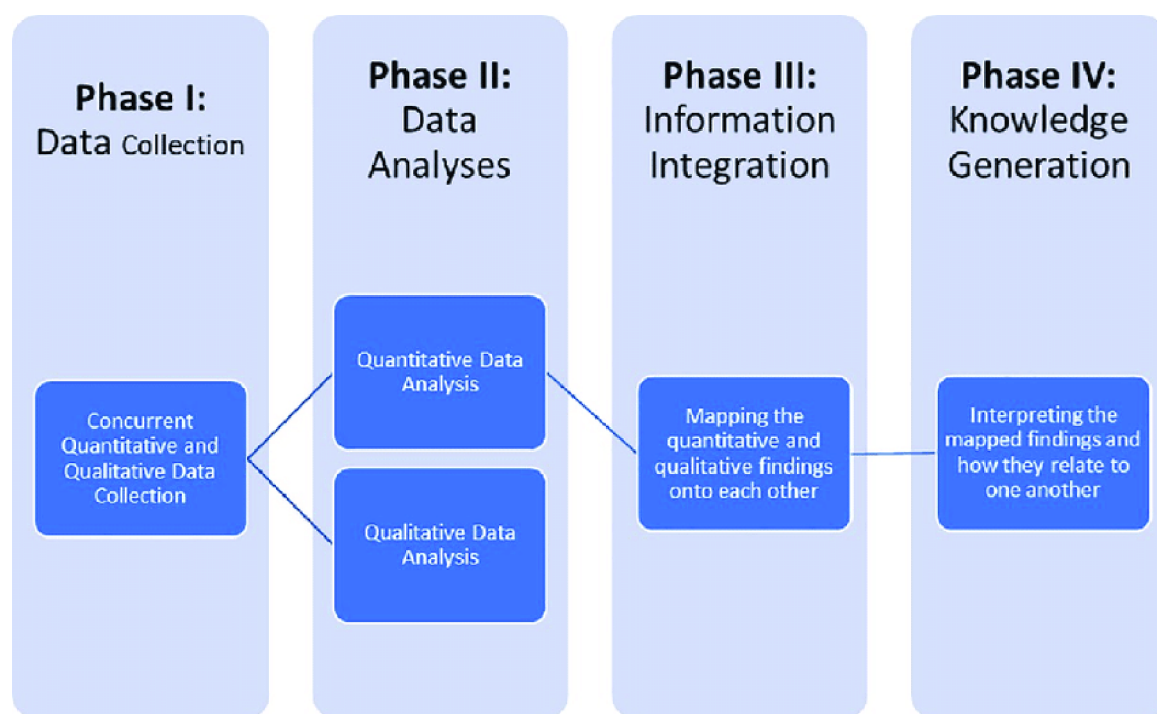 Phase I:
Data Collection
Concurrent
Quantitative and
Qualitative Data
Collection
Phase II:
Data
Analyses
Quantitative Data
Analysis
Qualitative Data
Analysis
Phase III:
Information
Integration
Mapping the
quantitative and
qualitative findings
onto each other
Phase IV:
Knowledge
Generation
Interpreting the
mapped findings and
how they relate to
one another